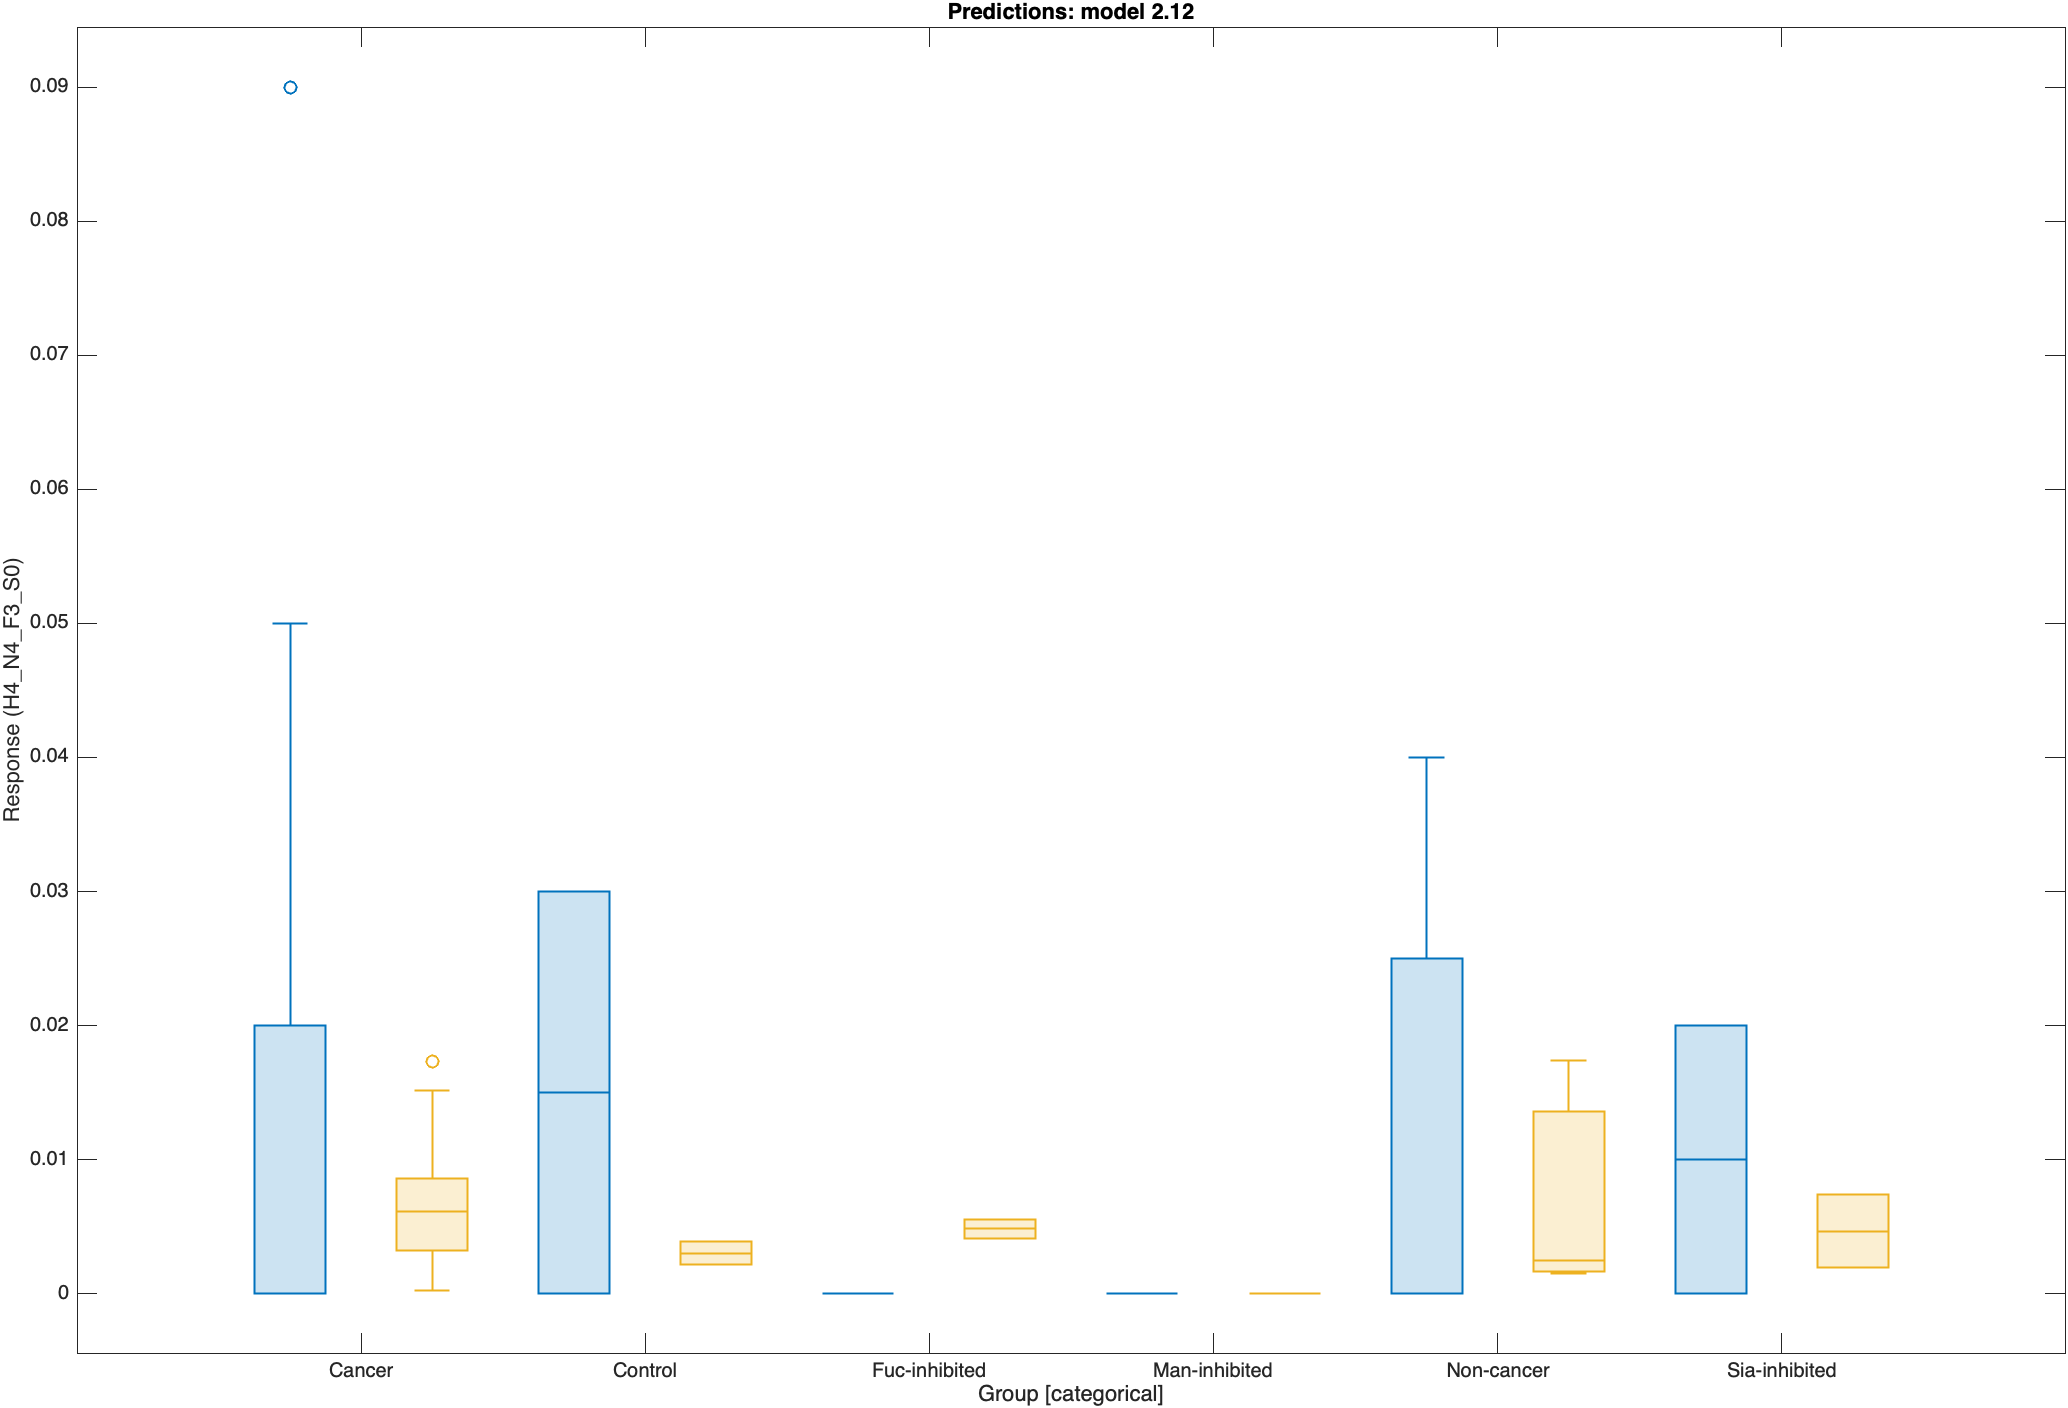 Predictions: model 2.12
0.09
0.08
0.07
0.06
0.05
0.04
0.03
0.02
0.01
0
Response (H4_N4_F3_S0)
Cancer Control Fuc-inhibited Man-inhibited Non-cancer Sia-inhibited
Group [categorical]